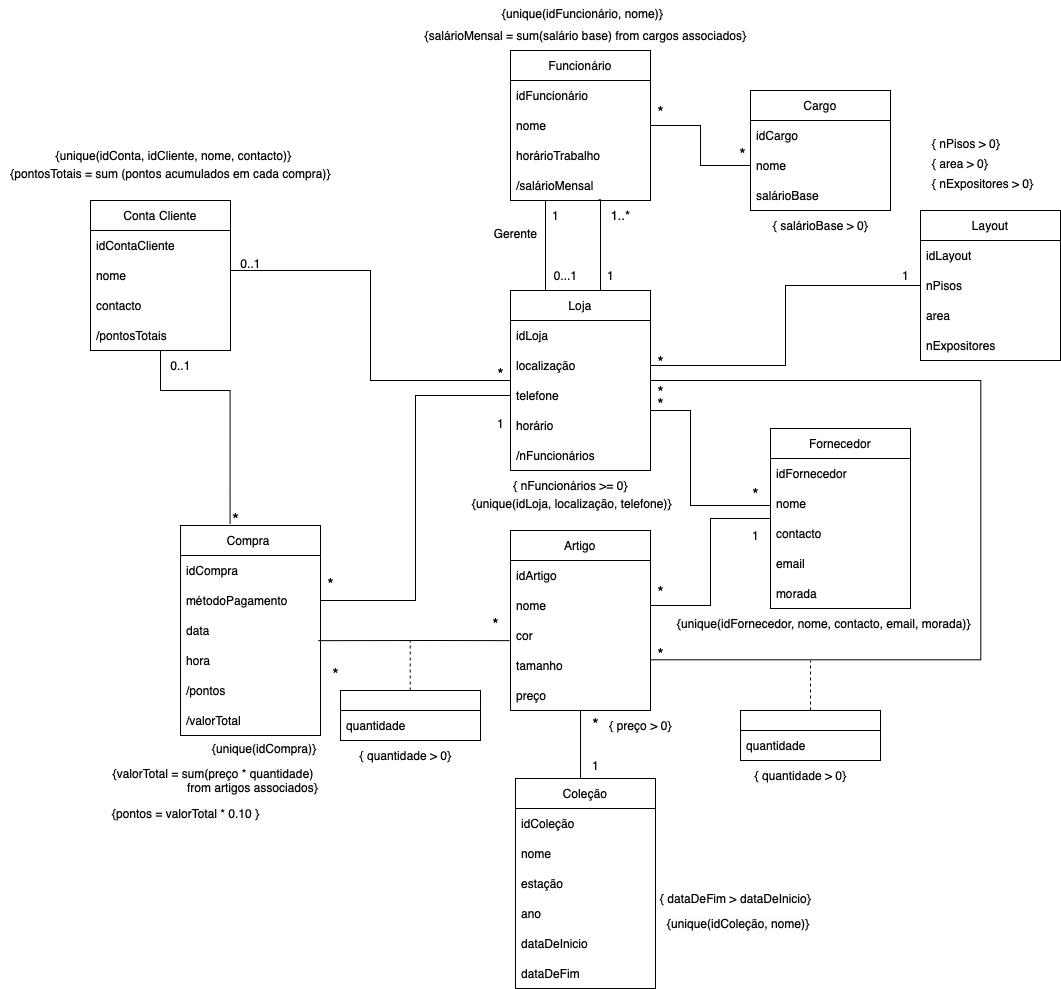 {unique(idFuncionário, nome)}
{salárioMensal = sum(salário base) from cargos associados}
Funcionário
idFuncionário
nome
horárioTrabalho
/salárioMensal
*
*
Cargo
idCargo
nome
salárioBase
{ salárioBase > 0}
{ nPisos > 0}
{ area > 0}
{ nExpositores > 0}
Layout
idLayout
nPisos
area
nExpositores
1
*
{unique(idConta, idCliente, nome, contacto)}
{pontosTotais = sum (pontos acumulados em cada compra)}
Conta Cliente
idContaCliente
nome
contacto
/pontosTotais
0..1
*
0..1
*
1
1..*
Gerente
0...1
1
Loja
idLoja
localização
telefone
horário
/nFuncionários
{ nFuncionários >= 0}
{unique(idLoja, localização, telefone)}
1
*
*
*
*
Fornecedor
idFornecedor
nome
contacto
email
morada
{unique(idFornecedor, nome, contacto, email, morada)}
1
*
*
Compra
idCompra
métodoPagamento
data
hora
/pontos
/valorTotal
{unique(idCompra)}
{valorTotal = sum(preço * quantidade)
from artigos associados}
{pontos = valorTotal * 0.10 }
*
*
quantidade
{ quantidade > 0}
Artigo
idArtigo
nome
cor
tamanho
preço
{ preço > 0}
quantidade
{ quantidade > 0}
*
1
Coleção
idColeção
nome
estação
ano
dataDeInicio
dataDeFim
{ dataDeFim > dataDeInicio}
{unique(idColeção, nome)}